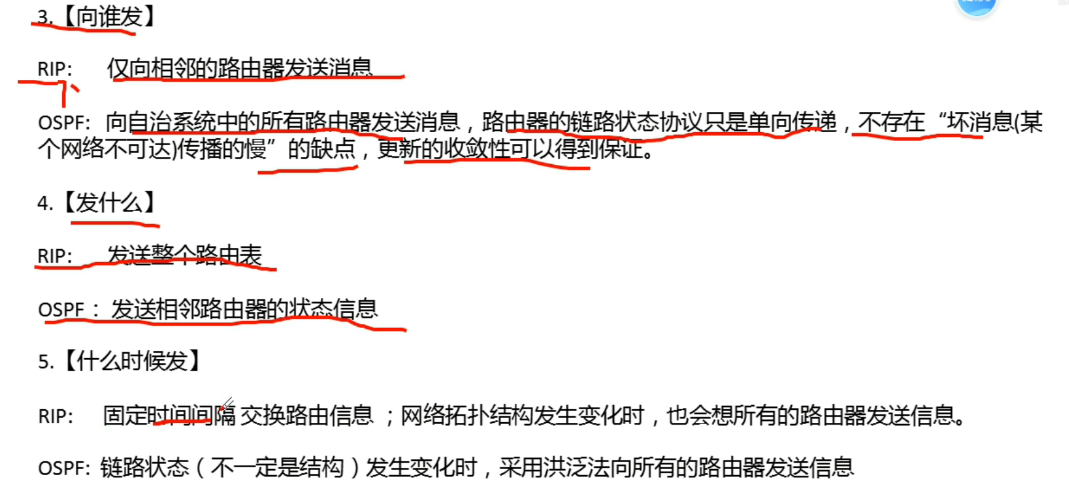 3.【向谁发】
RIP: 仅向相邻的路由器发送消息
OSPF: 向自治系统中的所有路由器发送消息，路由器的链路状态协议只是单向传递，不存在“坏消息(某
个网络不可达)传播的慢”的缺点，更新的收敛性可以得到保证。
4.【发什么】
RIP: 发送整个路由表
OSPF：发送相邻路由器的状态信息
5.【什么时候发】
RIP: 固定时间间隔 交换路由信息 ；网络拓扑结构发生变化时，也会想所有的路由器发送信息。
OSPF: 链路状态（不一定是结构）发生变化时，采用洪泛法向所有的路由器发送信息